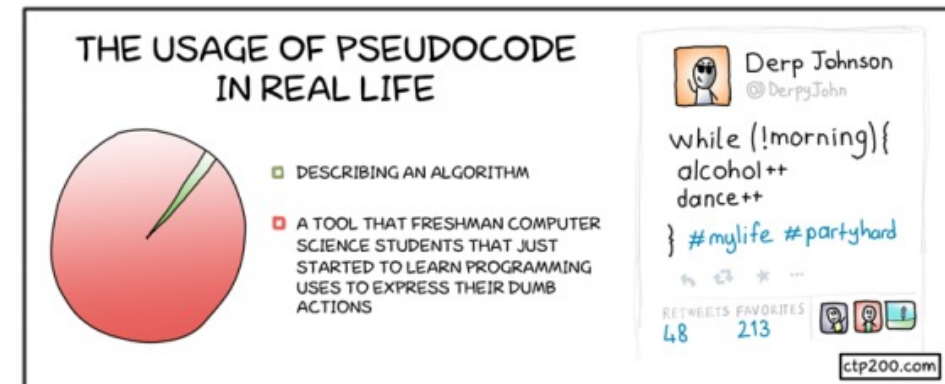 THE USAGE OF PSEUDOCODE
IN REAL LIFE
DESCRIBING AN ALGORITHM
A TOOL THAT FRESHMAN COMPUTER
SCIENCE STUDENTS THAT JUST
STARTED TO LEARN PROGRAMMING
USES TO EXPRESS THEIR DUMB
ACTIONS
Derp Johnson
@DerpyJohn
while (!morning){
alcohol++
dance++
} #mylife #partyhard
RETWEETS FAVORITES
48 213
ctp200.com